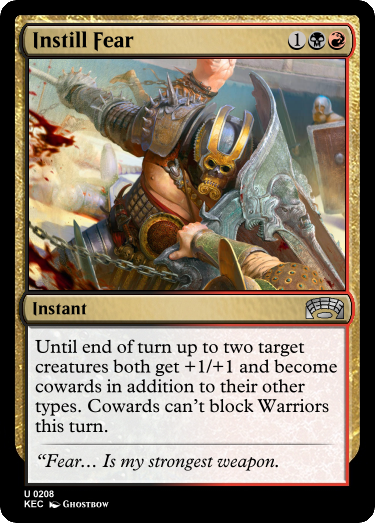 Instill Fear 1
Instant
Until end of turn up to two target
creatures both get +1/+1 and become
cowards in addition to their other
types. Cowards can't block Warriors
this turn.
“Fear… Is my strongest weapon.
U 0208
KEC Ghostbow